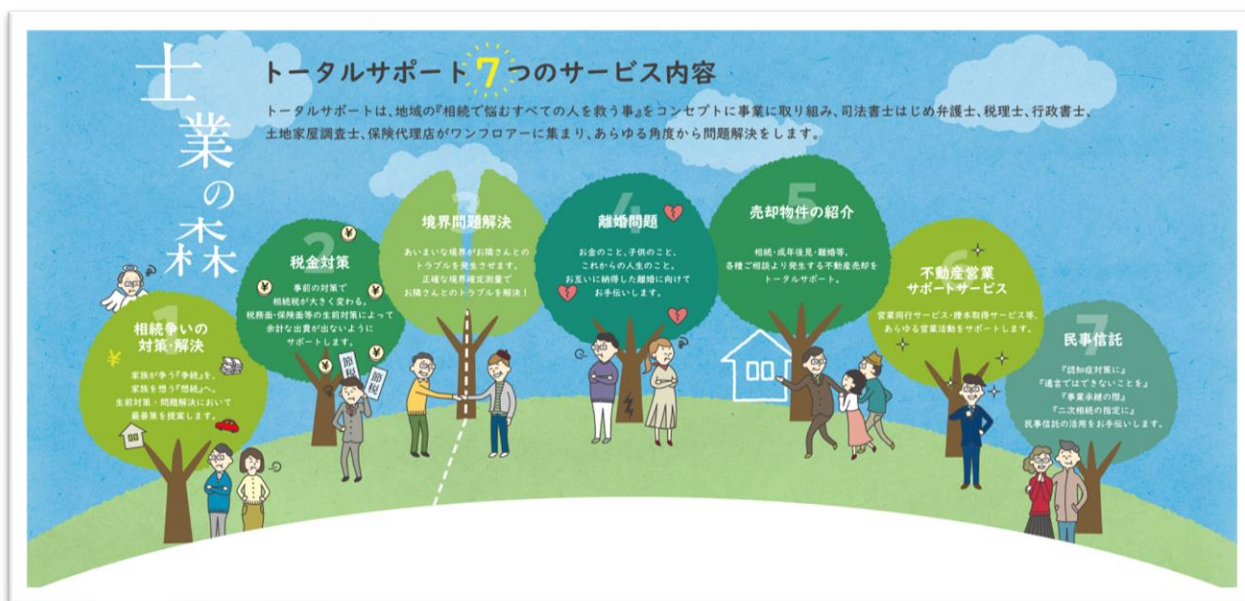 士業の森
トータルサポート7つのサービス内容
トータルサポートは、地域の『相続で悩むすべての人を救う事』をコンセプトに事業に取り組み、司法書士はじめ弁護士、税理士、行政書士、
土地家屋調査士、保険代理店がワンフロアーに集まり、あらゆる角度から問題解決をします。
1
相続争いの
対策・解決
家族が争う『争続』を、
家族を想う『想続』へ。
生前対策・問題解決において
最善策を提案します。
¥
2
税金対策
事前の対策で
相続税が大きく変わる。
税務面・保険面等の生前対策によって
余計な出費が出ないように
サポートします。
¥
¥
¥
¥
¥
節税
節税
3
境界問題解決
あいまいな境界がお隣さんとの
トラブルを発生させます。
正確な境界確定測量で
お隣さんとのトラブルを解決!
4
離婚問題
お金のこと、子供のこと、
これからの人生のこと。
お互いに納得した離婚に向けて
お手伝いします。
5
売却物件の紹介
相続・成年後見・離婚等、
各種ご相談より発生する不動産売却を
トータルサポート。
6
不動産営業
サポートサービス
営業同行サービス・謄本取得サービス等、
あらゆる営業活動をサポートします。
7
民事信託
『認知症対策に』
『遺言ではできないことを』
『事業承継の際』
『二次相続の指定に』
民事信託の活用をお手伝いします。